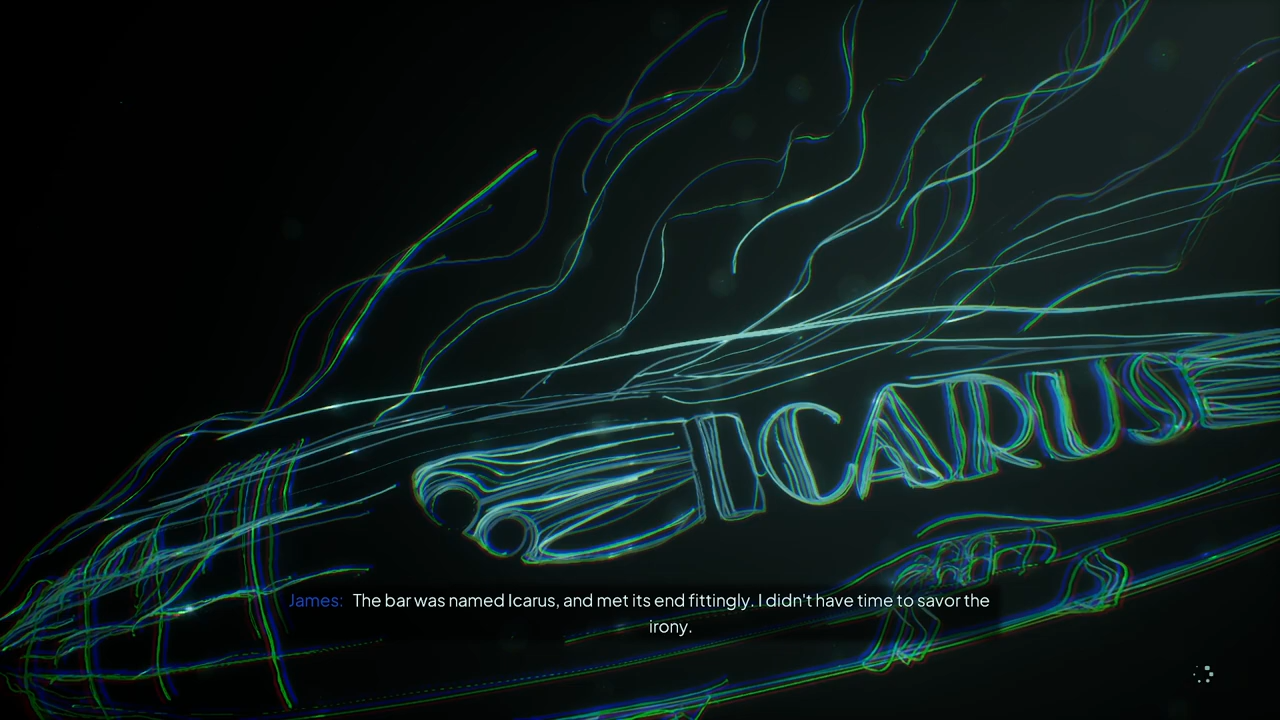 ICARUS
James: The bar was named Icarus, and met its end fittingly. I didn't have time to savor the
irony.